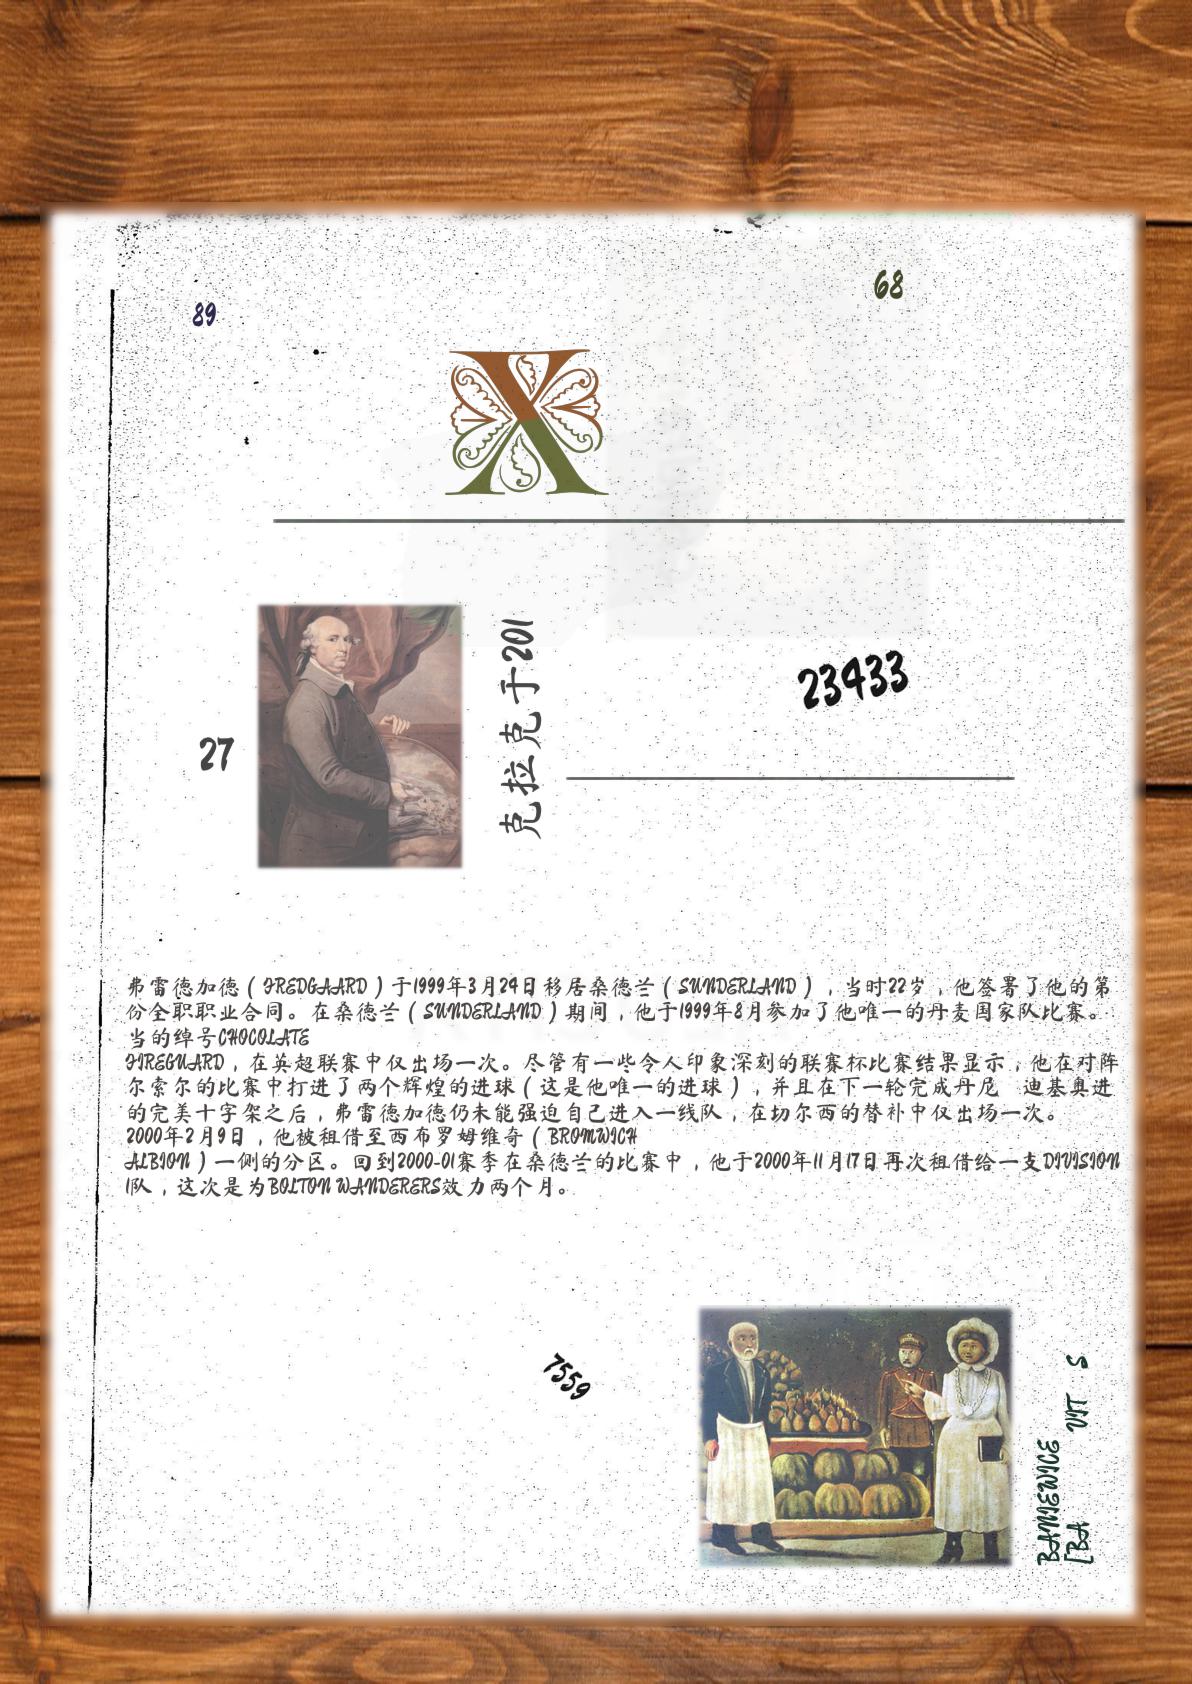 68
89
X
克拉克于201
23433
27
弗雷德加德（FREDGAARD）于1999年3月24日移居桑德兰（SUNDERLAND），当时22岁，他签署了他的第
份全职职业合同。在桑德兰（SUNDERLAND）期间，他于1999年8月参加了他唯一的丹麦国家队比赛。
当的绰号CHOCOLATE
FIREGUARD，在英超联赛中仅出场一次。尽管有一些令人印象深刻的联赛杯比赛结果显示，他在对阵
尔索尔的比赛中打进了两个辉煌的进球（这是他唯一的进球），并且在下一轮完成丹尼 迪基奥进
的完美十字架之后，弗雷德加德仍未能强迫自己进入一线队，在切尔西的替补中仅出场一次。
2000年2月9日，他被租借至西布罗姆维奇（BROMWICH
ALBION）一侧的分区。回到2000-01赛季在桑德兰的比赛中，他于2000年11月17日再次租借给一支DIVISION
1队，这次是为BOLTON WANDERERS效力两个月。
7559
BANIEWICE
[BA VIT S